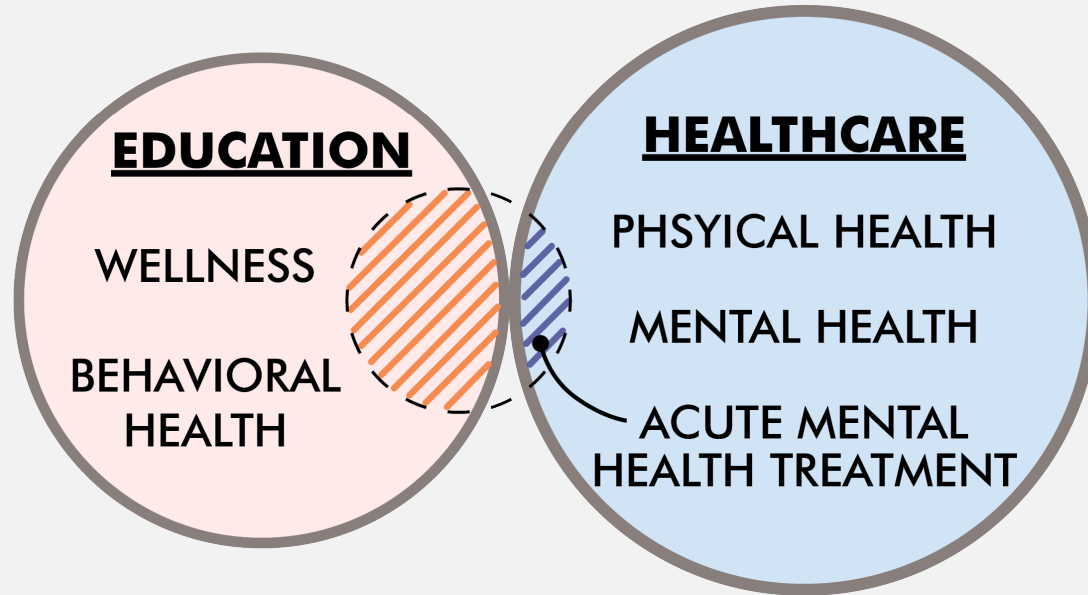 EDUCATION
WELLNESS
BEHAVIORAL
HEALTH
HEALTHCARE
PHSYICAL HEALTH
MENTAL HEALTH
ACUTE MENTAL
HEALTH TREATMENT